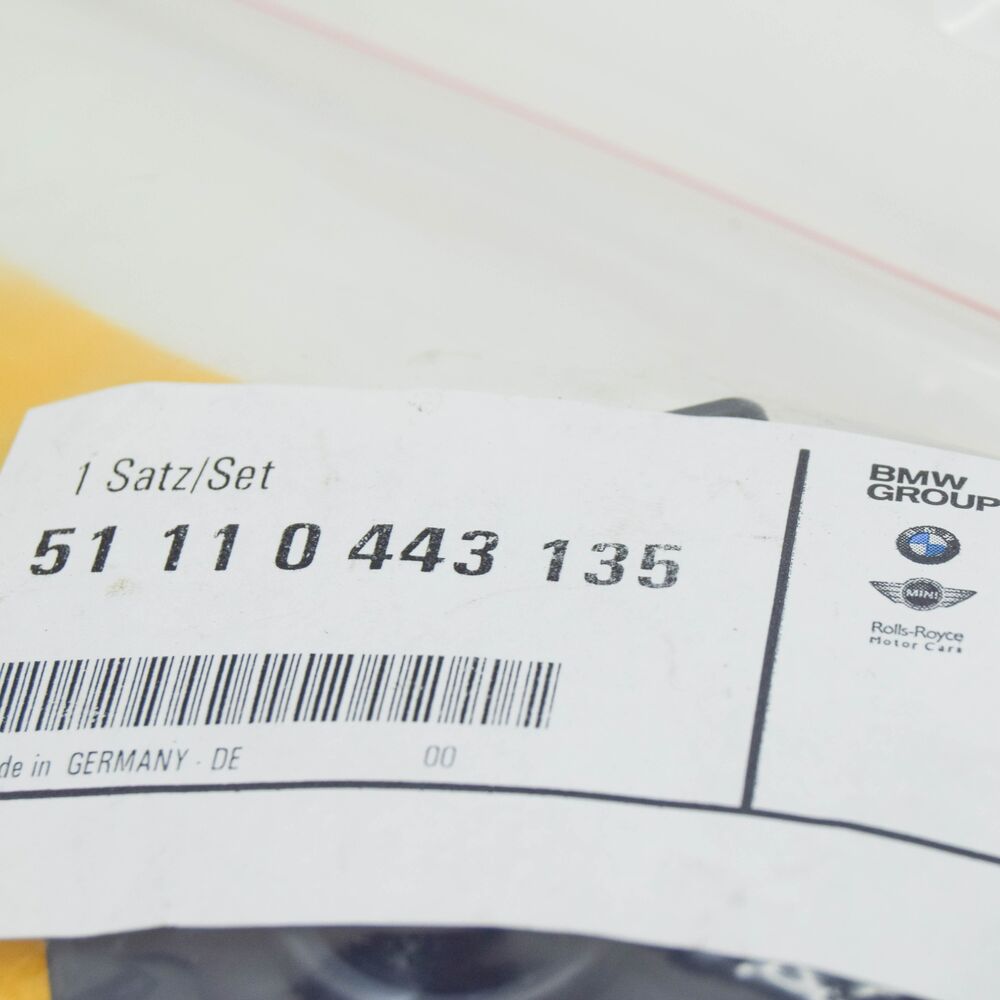 1 Satz/Set
51 11 0 443 135
de in GERMANY - DE 00
BMW
GROUP
MINI
Rolls-Royce
Motor Cars